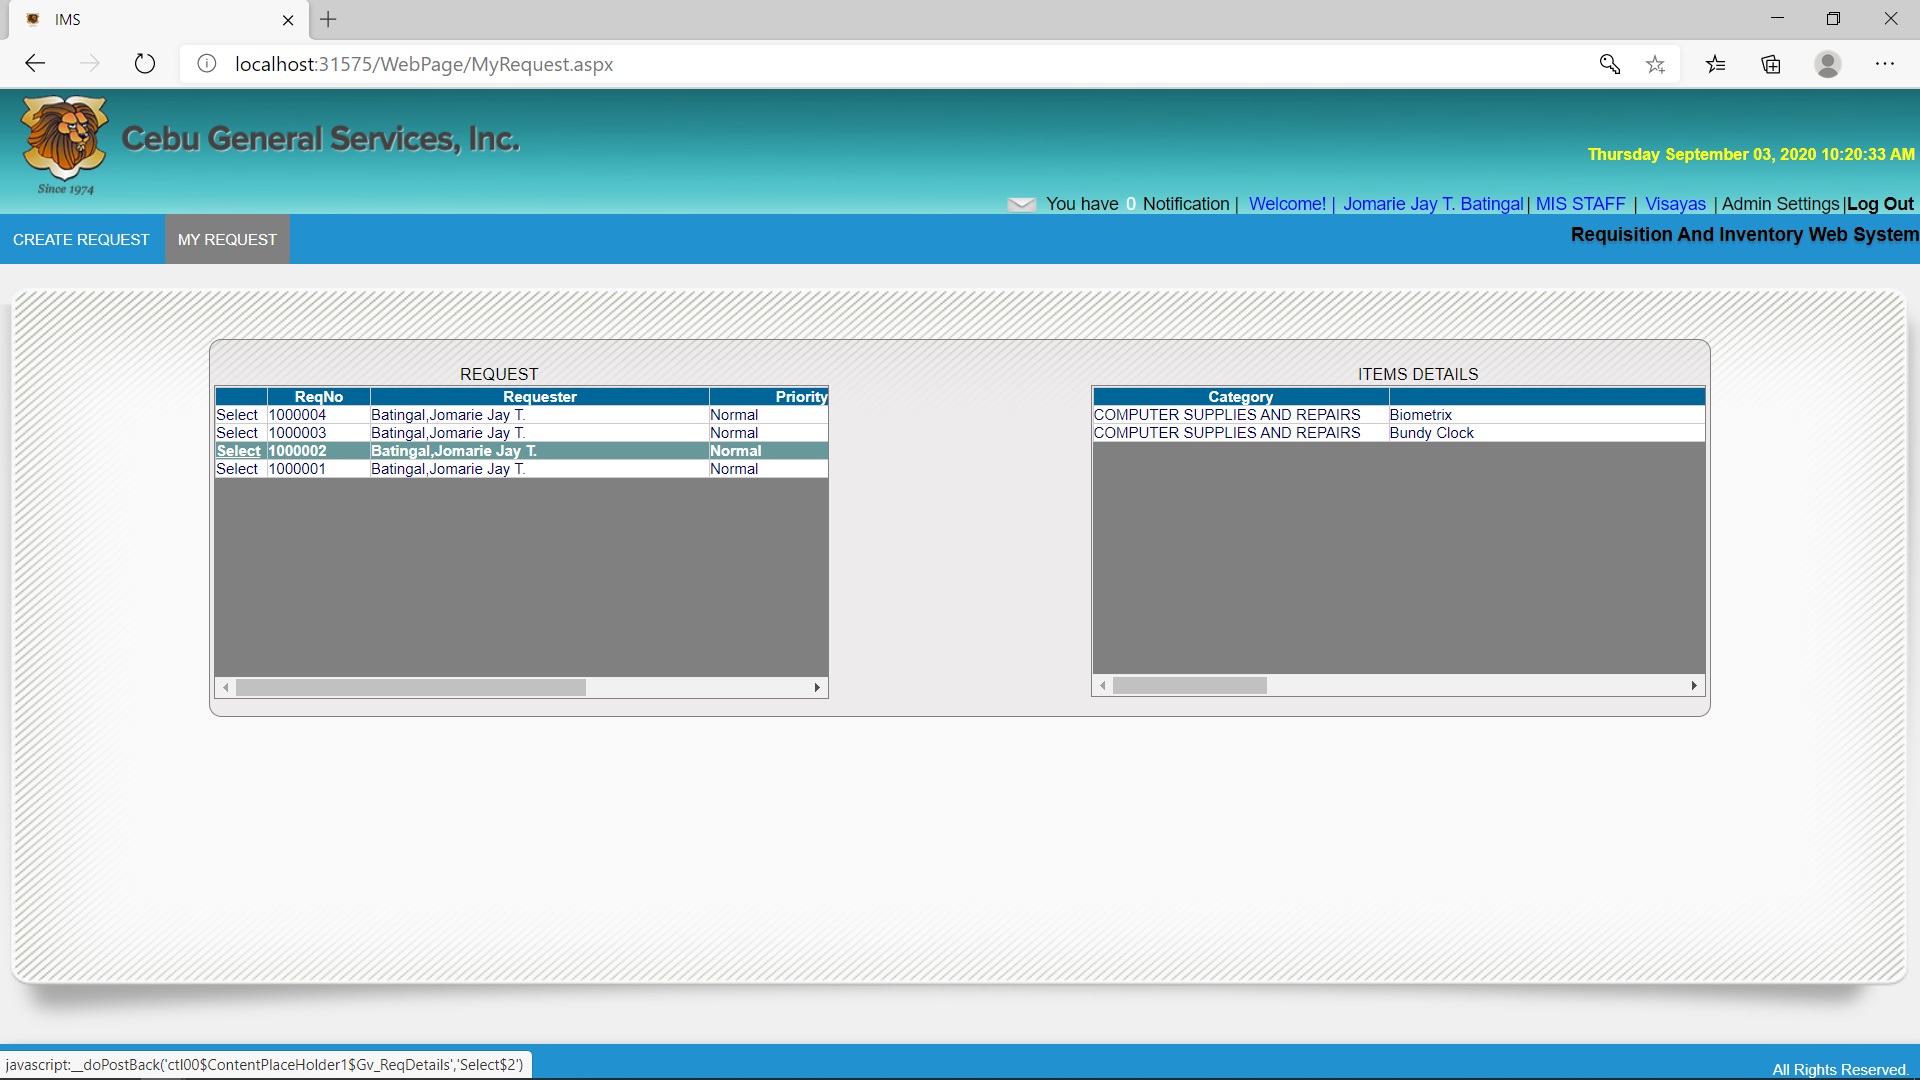 IMS
localhost:31575/WebPage/MyRequest.aspx
Cebu General Services, Inc.
Since 1974
Thursday September 03, 2020 10:20:33 AM
You have 0 Notification | Welcome! | Jomarie Jay T. Batingal | MIS STAFF | Visayas | Admin Settings | Log Out
CREATE REQUEST MY REQUEST
Requisition And Inventory Web System
REQUEST
ReqNo Requester Priority
Select 1000004 Batingal,Jomarie Jay T. Normal
Select 1000003 Batingal,Jomarie Jay T. Normal
Select 1000002 Batingal,Jomarie Jay T. Normal
Select 1000001 Batingal,Jomarie Jay T. Normal
ITEMS DETAILS
Category
COMPUTER SUPPLIES AND REPAIRS Biometrix
COMPUTER SUPPLIES AND REPAIRS Bundy Clock
javascript:__doPostBack('ctl00$ContentPlaceHolder1$Gv_ReqDetails','Select$2')
All Rights Reserved.